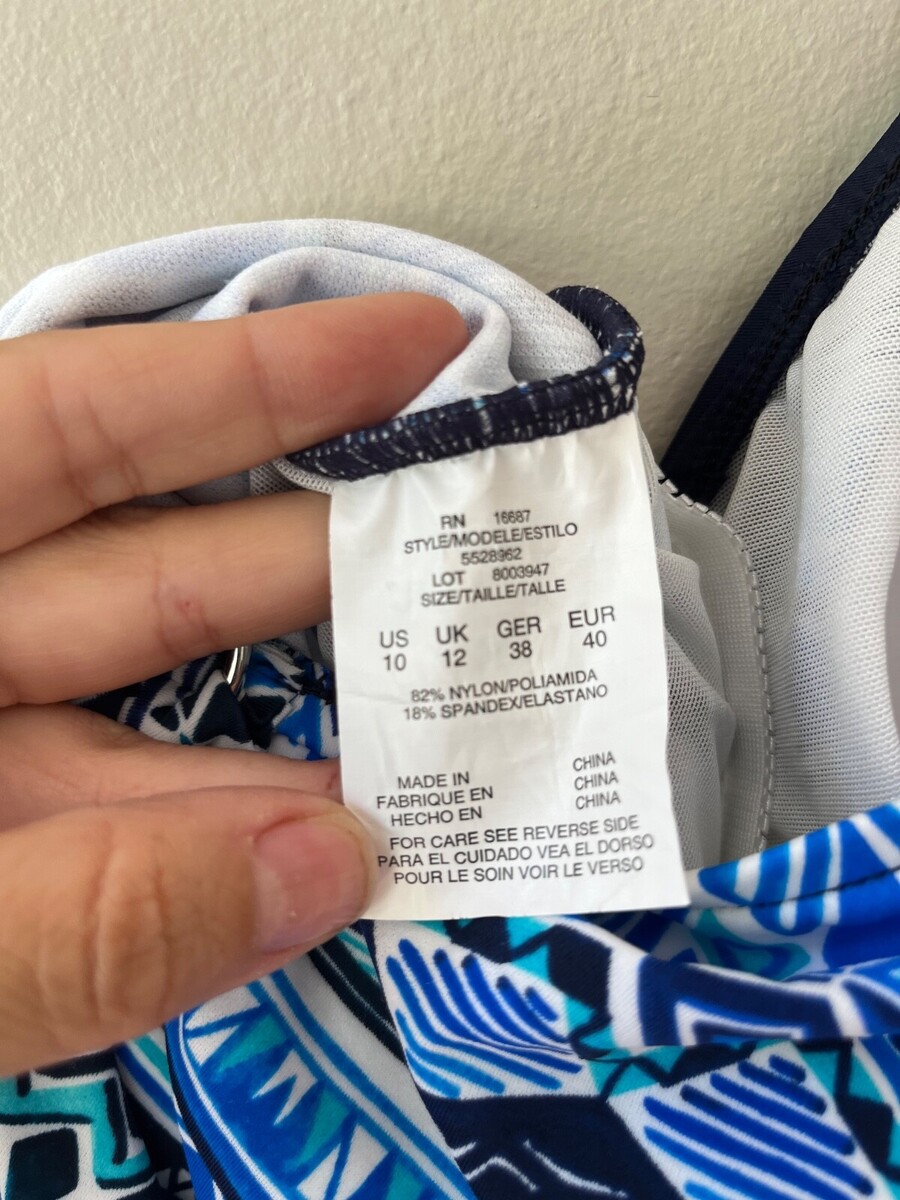 RN 16687
STYLE/MODELE/ESTILO
5528962
LOT 8003947
SIZE/TAILLE/TALLE
US UK GER EUR
10 12 38 40
82% NYLON/POLIAMIDA
18% SPANDEX/ELASTANO
MADE IN CHINA
FABRIQUE EN CHINA
HECHO EN CHINA
FOR CARE SEE REVERSE SIDE
PARA EL CUIDADO VEA EL DORSO
POUR LE SOIN VOIR LE VERSO